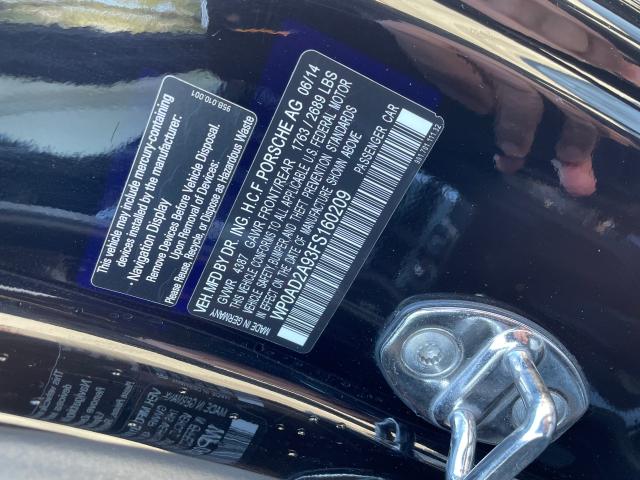 95B.010.001
This vehicle may include mercury-containing
devices installed by the manufacturer:
- Navigation Display
Remove Devices Before Vehicle Disposal.
Upon Removal of Devices:
(Please Reuse, Recycle, or Dispose as Hazardous Waste)
VEH MFD BY DR. ING. H.C.F. PORSCHE AG 06/14
GVWR 4387 GAWR FRONT/REAR 1763 / 2689 LBS
VEHICLE CONFORMS TO ALL APPLICABLE US FEDERAL MOTOR
VEHICLE SAFETY BUMPER AND THEFT PREVENTION STANDARDS
IN EFFECT ON THE DATE OF MANUFACTURE SHOWN ABOVE
WP0AD2A93FS160209 PASSENGER CAR
MADE IN GERMANY